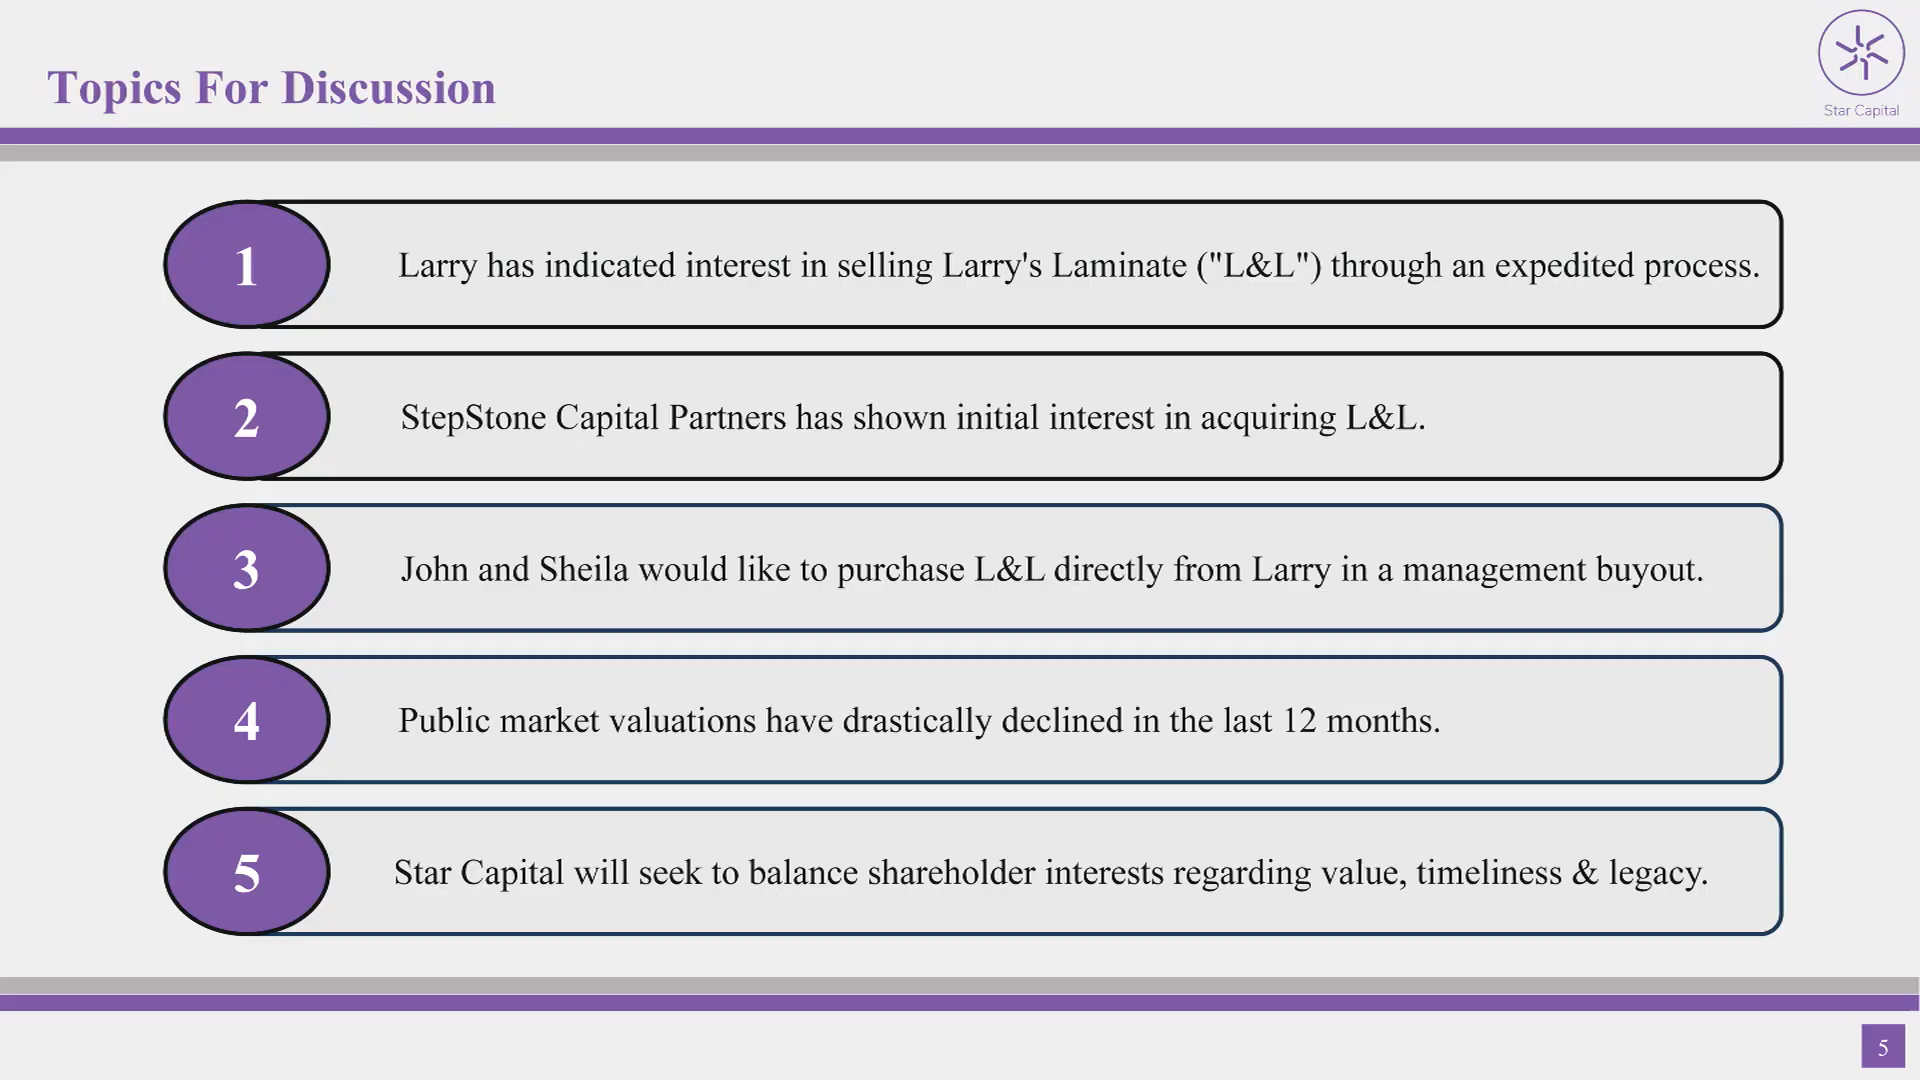 Topics For Discussion
Star Capital
1
Larry has indicated interest in selling Larry's Laminate ("L&L") through an expedited process.
2
StepStone Capital Partners has shown initial interest in acquiring L&L.
3
John and Sheila would like to purchase L&L directly from Larry in a management buyout.
4
Public market valuations have drastically declined in the last 12 months.
5
Star Capital will seek to balance shareholder interests regarding value, timeliness & legacy.
5